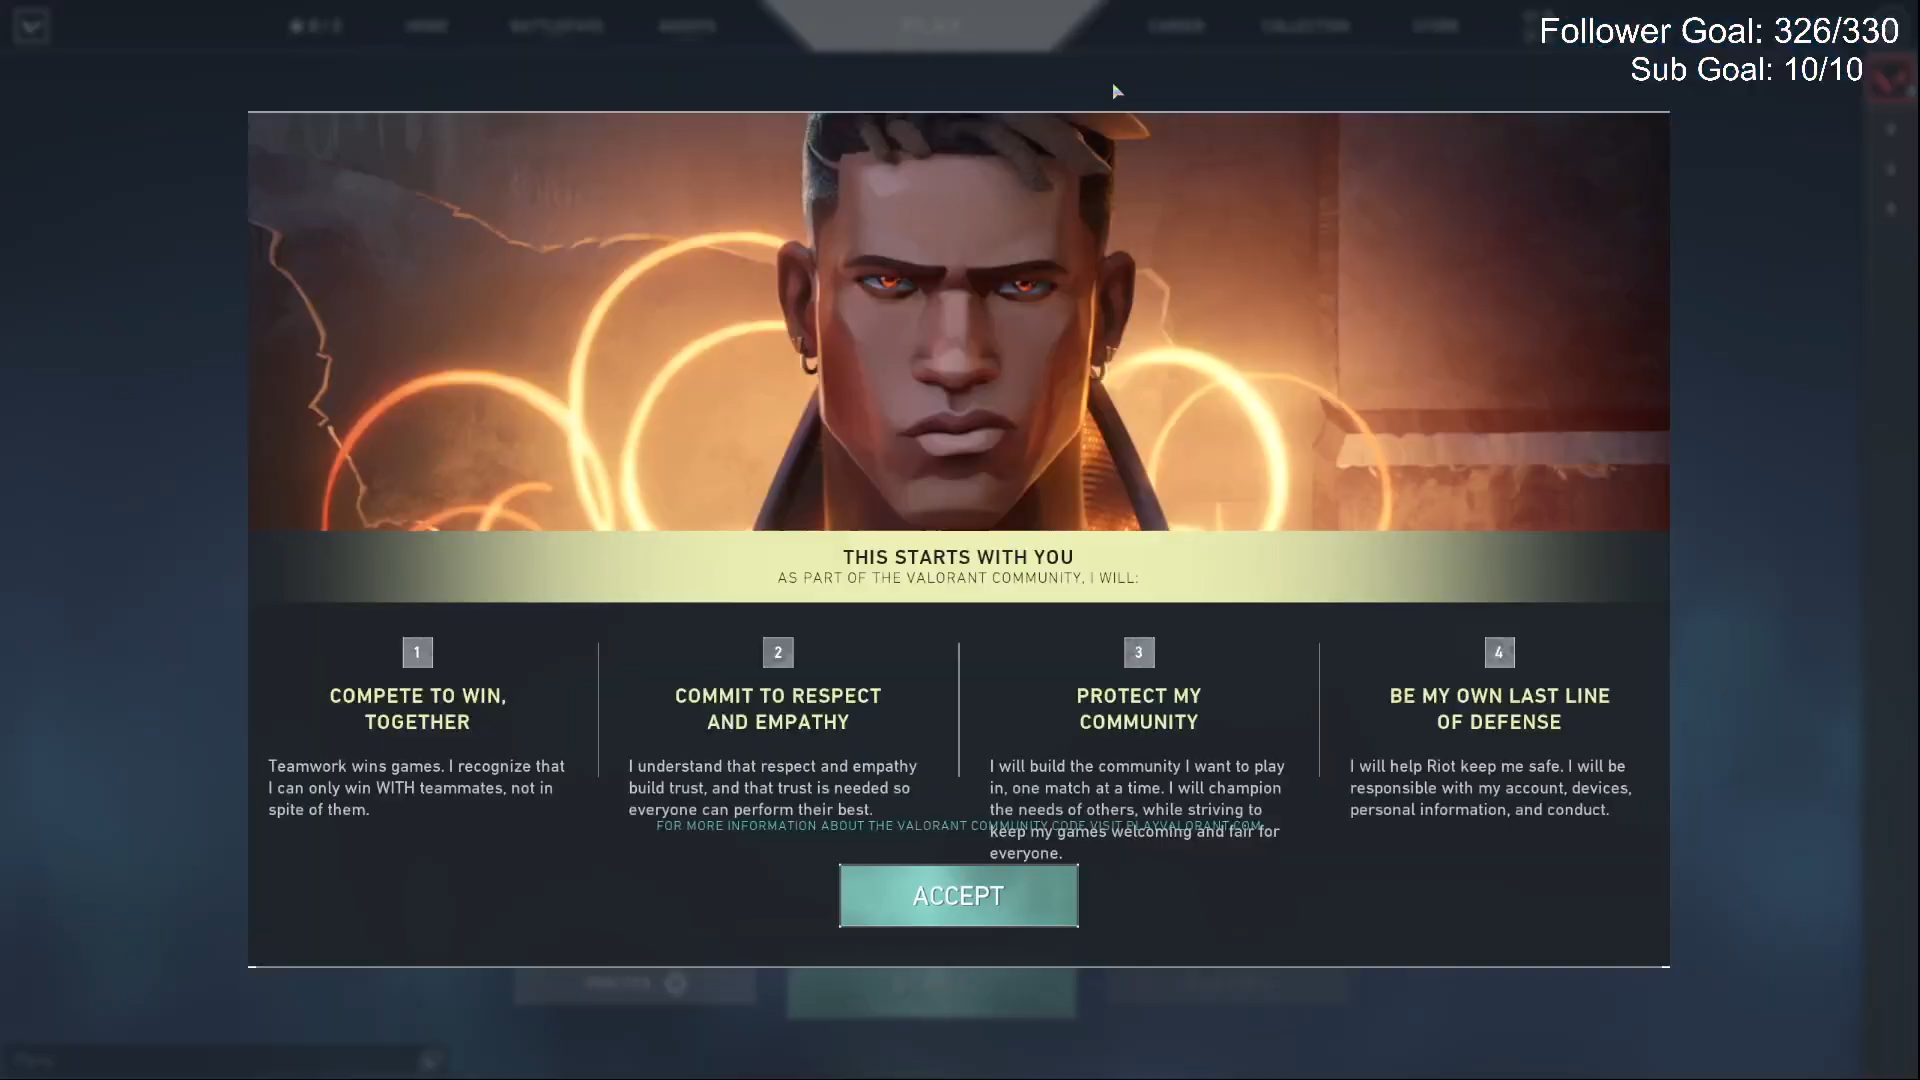 HOME
BATTLEPASS
AGENTS
PLAY
CAREER
COLLECTION
STORE
Follower Goal: 326/330
Sub Goal: 10/10
THIS STARTS WITH YOU
AS PART OF THE VALORANT COMMUNITY, I WILL:
1
COMPETE TO WIN,
TOGETHER
Teamwork wins games. I recognize that
I can only win WITH teammates, not in
spite of them.
2
COMMIT TO RESPECT
AND EMPATHY
I understand that respect and empathy
build trust, and that trust is needed so
everyone can perform their best.
3
PROTECT MY
COMMUNITY
I will build the community I want to play
in, one match at a time. I will champion
the needs of others, while striving to
keep my games welcoming and fair for
everyone.
4
BE MY OWN LAST LINE
OF DEFENSE
I will help Riot keep me safe. I will be
responsible with my account, devices,
personal information, and conduct.
FOR MORE INFORMATION ABOUT THE VALORANT COMMUNITY CODE VISIT PLAYVALORANT.COM
ACCEPT